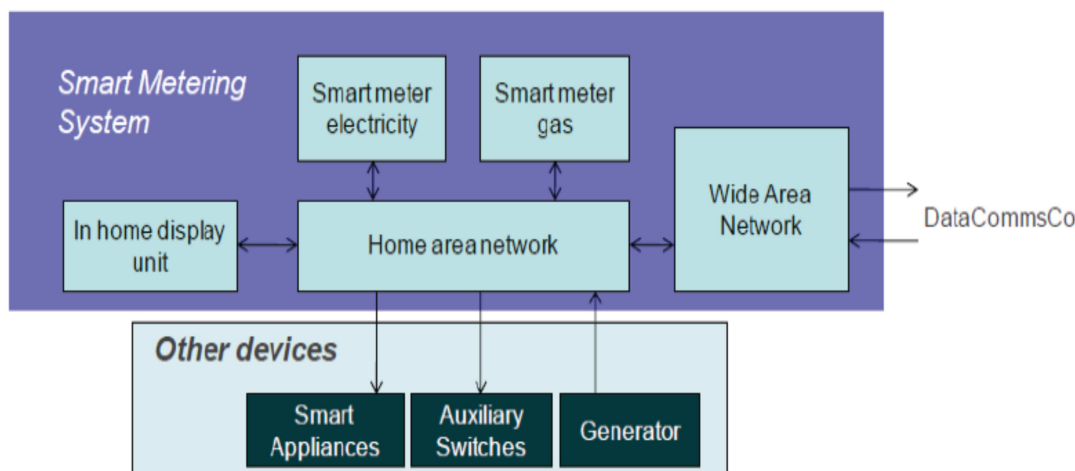 Smart Metering
System
Smart meter
electricity
Smart meter
gas
Wide Area
Network
DataCommsCo
In home display
unit
Home area network
Other devices
Smart
Appliances
Auxiliary
Switches
Generator